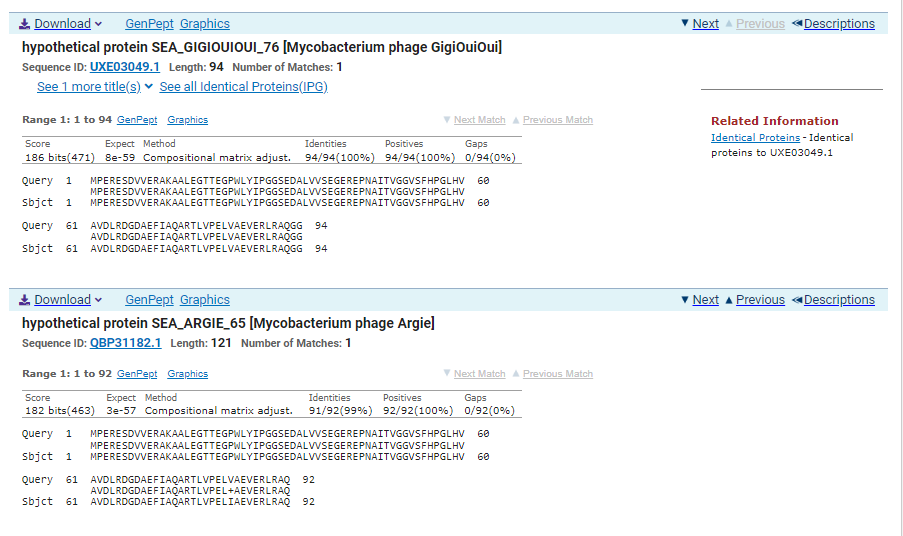 Download GenPept Graphics Next Previous Descriptions
hypothetical protein SEA_GIGIOUIOUI_76 [Mycobacterium phage GigiOuiOui]
Sequence ID: UXE03049.1 Length: 94 Number of Matches: 1
See 1 more title(s) See all Identical Proteins(IPG)
Range 1: 1 to 94 GenPept Graphics Next Match Previous Match
Score Expect Method Identities Positives Gaps
186 bits(471) 8e-59 Compositional matrix adjust. 94/94(100%) 94/94(100%) 0/94(0%)
Query 1 MPERESDVVERAKAALEGTTEGPWLYIPGGSEDALVVSEGEREPNAITVGGVSFHPGLHV 60
MPERESDVVERAKAALEGTTEGPWLYIPGGSEDALVVSEGEREPNAITVGGVSFHPGLHV
Sbjct 1 MPERESDVVERAKAALEGTTEGPWLYIPGGSEDALVVSEGEREPNAITVGGVSFHPGLHV 60
Query 61 AVDLRDGDAEFIAQARTLVPELVAEVERLRAQGG 94
AVDLRDGDAEFIAQARTLVPELVAEVERLRAQGG
Sbjct 61 AVDLRDGDAEFIAQARTLVPELVAEVERLRAQGG 94
Related Information
Identical Proteins - Identical
proteins to UXE03049.1
Download GenPept Graphics Next Previous Descriptions
hypothetical protein SEA_ARGIE_65 [Mycobacterium phage Argie]
Sequence ID: QBP31182.1 Length: 121 Number of Matches: 1
Range 1: 1 to 92 GenPept Graphics Next Match Previous Match
Score Expect Method Identities Positives Gaps
182 bits(463) 3e-57 Compositional matrix adjust. 91/92(99%) 92/92(100%) 0/92(0%)
Query 1 MPERESDVVERAKAALEGTTEGPWLYIPGGSEDALVVSEGEREPNAITVGGVSFHPGLHV 60
MPERESDVVERAKAALEGTTEGPWLYIPGGSEDALVVSEGEREPNAITVGGVSFHPGLHV
Sbjct 1 MPERESDVVERAKAALEGTTEGPWLYIPGGSEDALVVSEGEREPNAITVGGVSFHPGLHV 60
Query 61 AVDLRDGDAEFIAQARTLVPELVAEVERLRAQ 92
AVDLRDGDAEFIAQARTLVPEL+AEVERLRAQ
Sbjct 61 AVDLRDGDAEFIAQARTLVPELIAEVERLRAQ 92